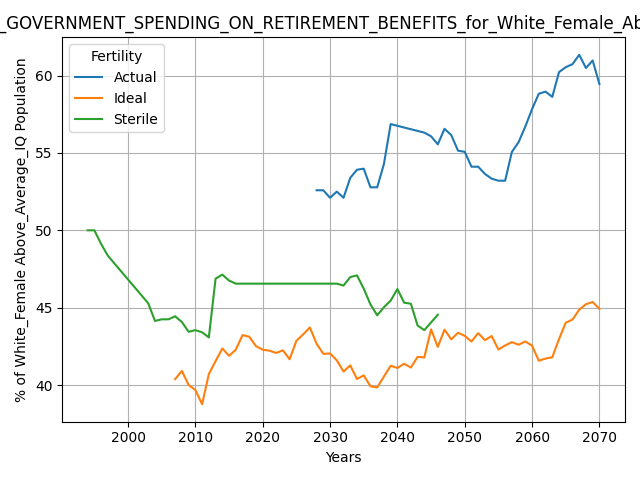 _GOVERNMENT_SPENDING_ON_RETIREMENT_BENEFITS_for_White_Female_Ab
% of White_Female Above_Average_IQ Population
Fertility
Actual
Ideal
Sterile
60
55
50
45
40
2000
2010
2020
2030
2040
2050
2060
2070
Years